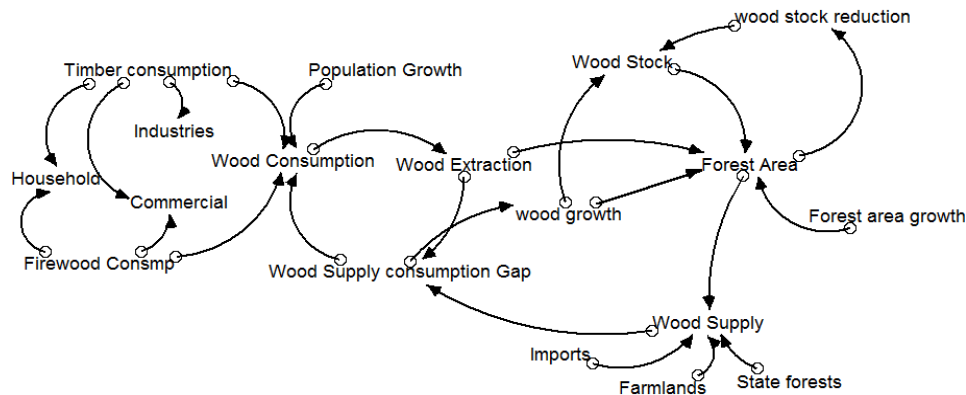 wood stock reduction
Wood Stock
Timber consumption
Population Growth
Industries
Wood Consumption
Wood Extraction
Forest Area
Household
Commercial
wood growth
Forest area growth
Firewood Consmp
Wood Supply consumption Gap
Wood Supply
Imports
Farmlands
State forests